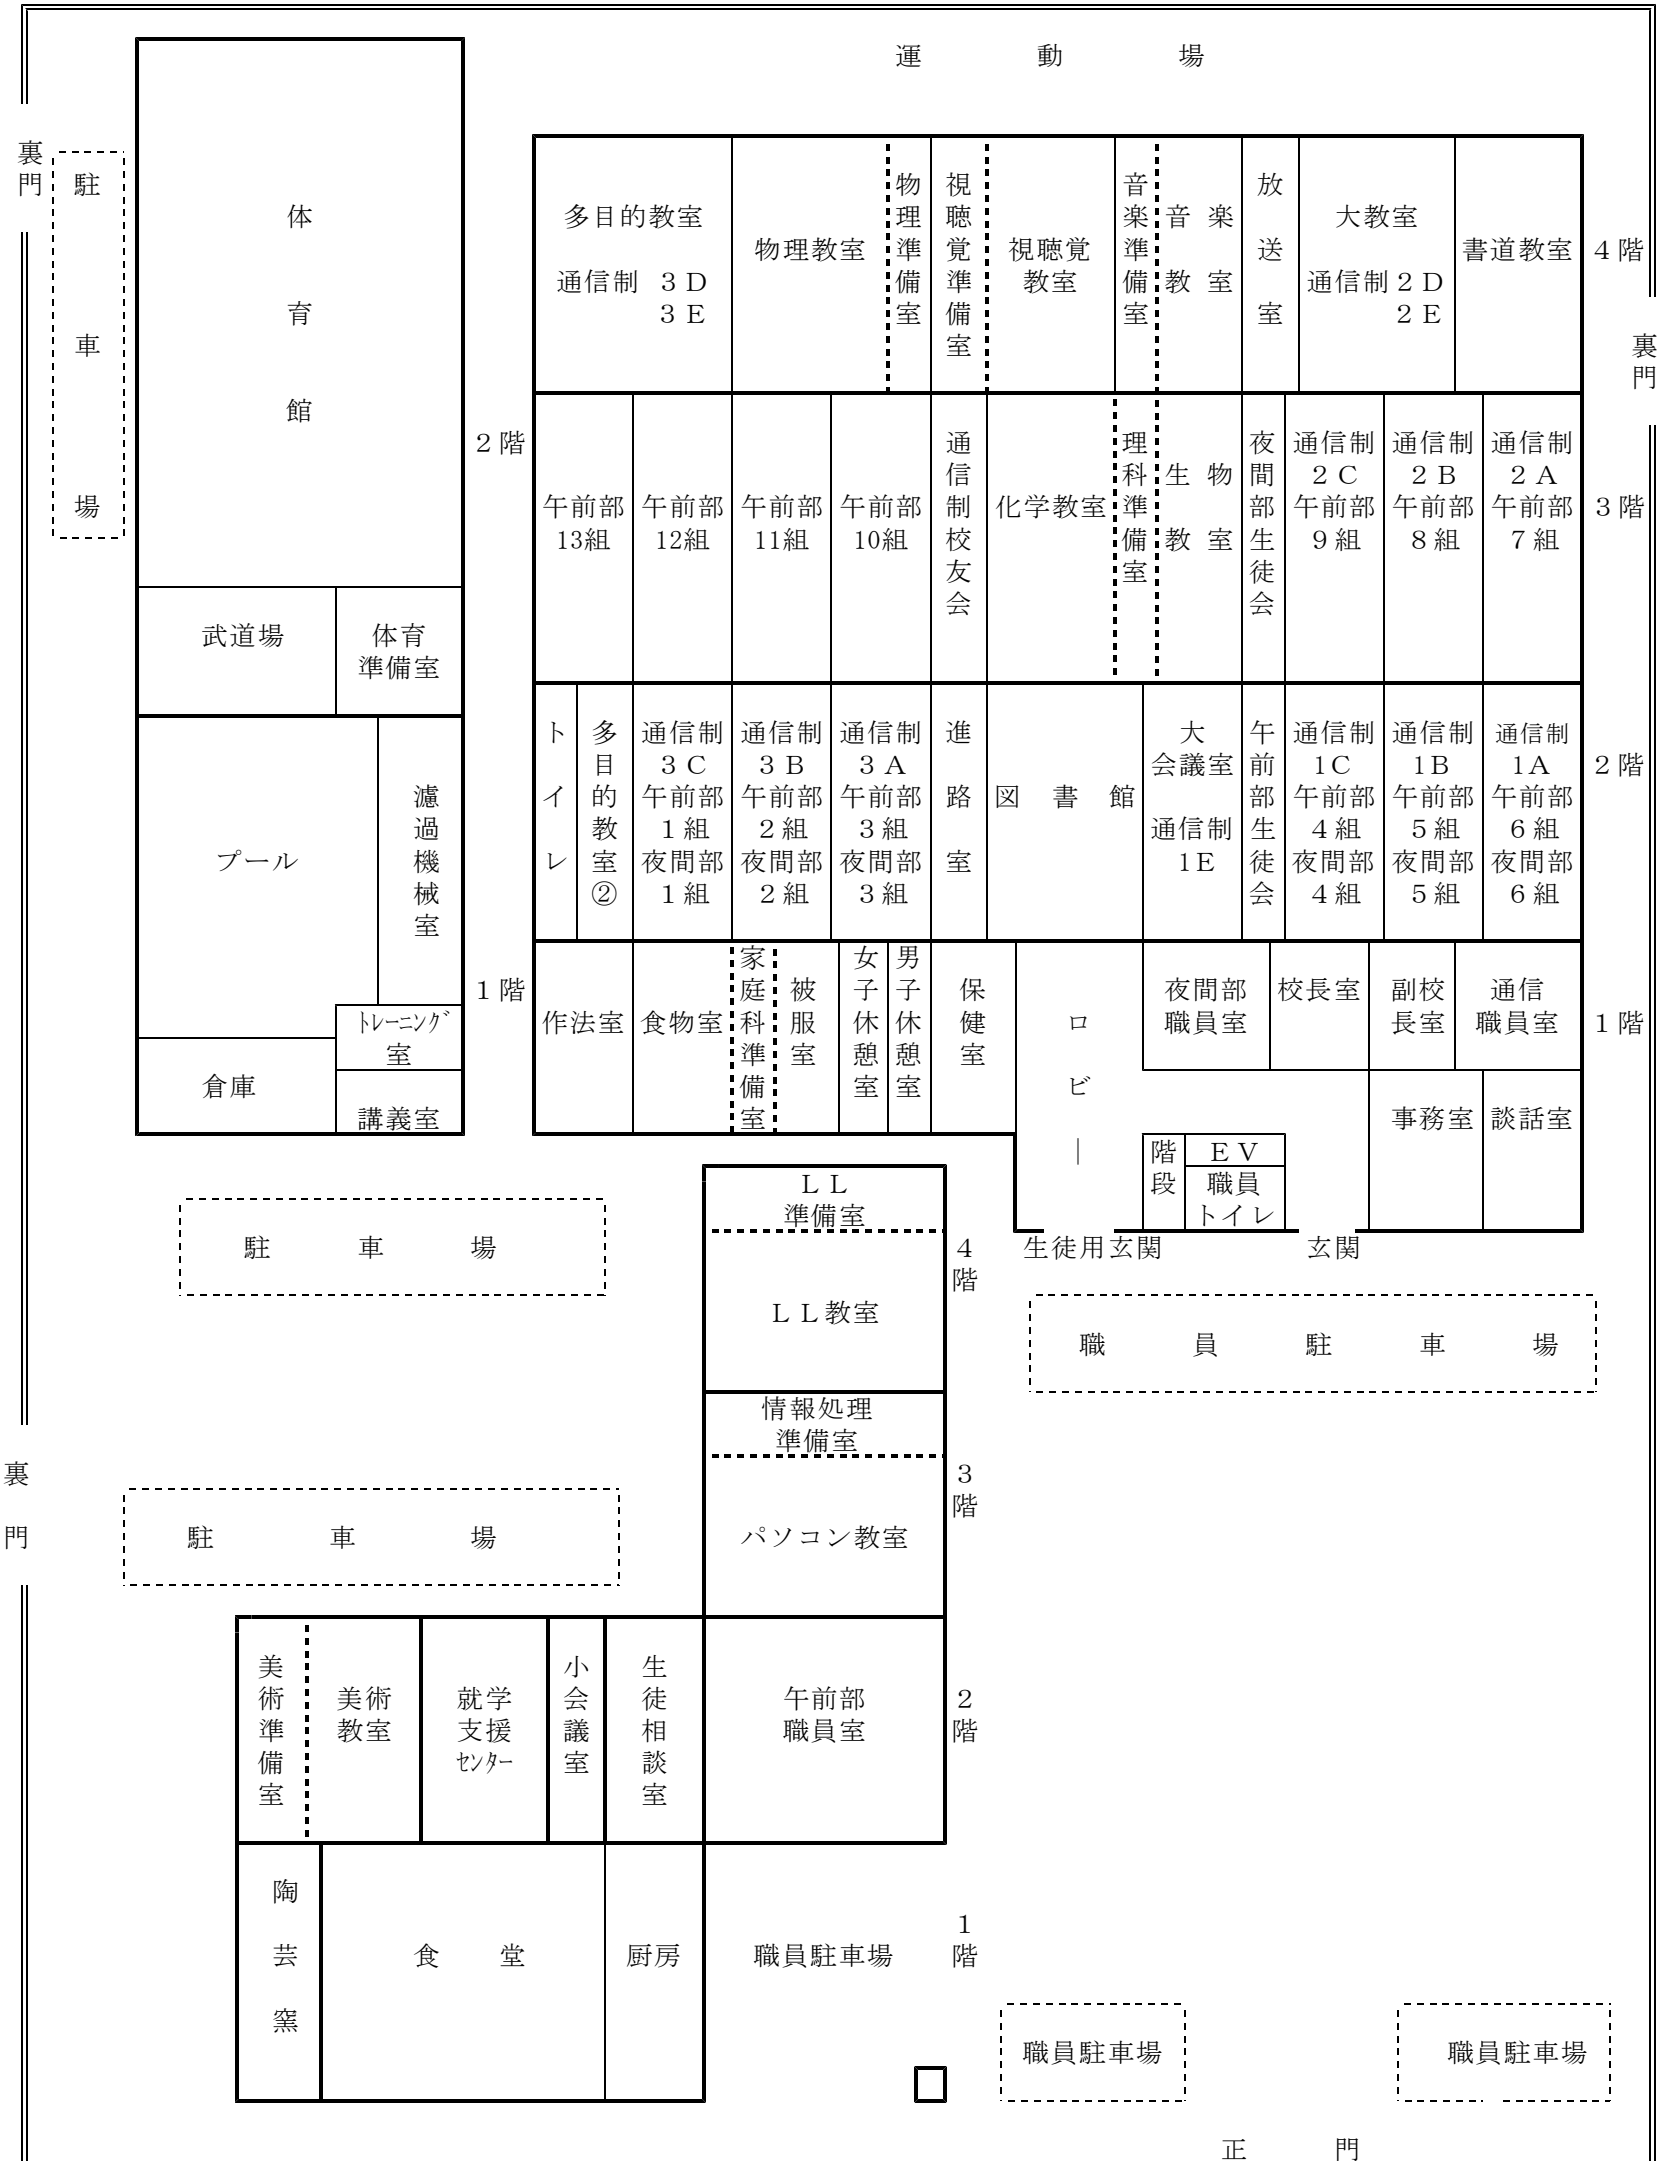 運動場
裏門
駐車場
体育館
2階
武道場
体育
準備室
プール
濾過機械室
1階
トレーニング
室
倉庫
講義室
多目的教室
通信制 3D
3E
物理教室
物理準備室
視聴覚準備室
視聴覚
教室
音楽準備室
音楽
教室
放送室
大教室
通信制2D
2E
書道教室
4階
裏門
午前部
13組
午前部
12組
午前部
11組
午前部
10組
通信制校友会
化学教室
理科準備室
生物
教室
夜間部生徒会
通信制
2C
午前部
9組
通信制
2B
午前部
8組
通信制
2A
午前部
7組
3階
トイレ
多目的教室②
通信制
3C
午前部
1組
夜間部
1組
通信制
3B
午前部
2組
夜間部
2組
通信制
3A
午前部
3組
夜間部
3組
進路室
図書館
大
会議室
通信制
1E
午前部生徒会
通信制
1C
午前部
4組
夜間部
4組
通信制
1B
午前部
5組
夜間部
5組
通信制
1A
午前部
6組
夜間部
6組
2階
作法室
食物室
家庭科準備室
被服室
女子休憩室
男子休憩室
保健室
ロビー
夜間部
職員室
校長室
副校
長室
通信
職員室
1階
事務室
談話室
階段
EV
職員
トイレ
生徒用玄関
玄関
駐車場
職員駐車場
LL
準備室
LL教室
4階
情報処理
準備室
パソコン教室
3階
裏門
駐車場
美術準備室
美術
教室
就学
支援
センター
小会議室
生徒相談室
午前部
職員室
2階
陶芸窯
食堂
厨房
職員駐車場
1階
職員駐車場
職員駐車場
正門